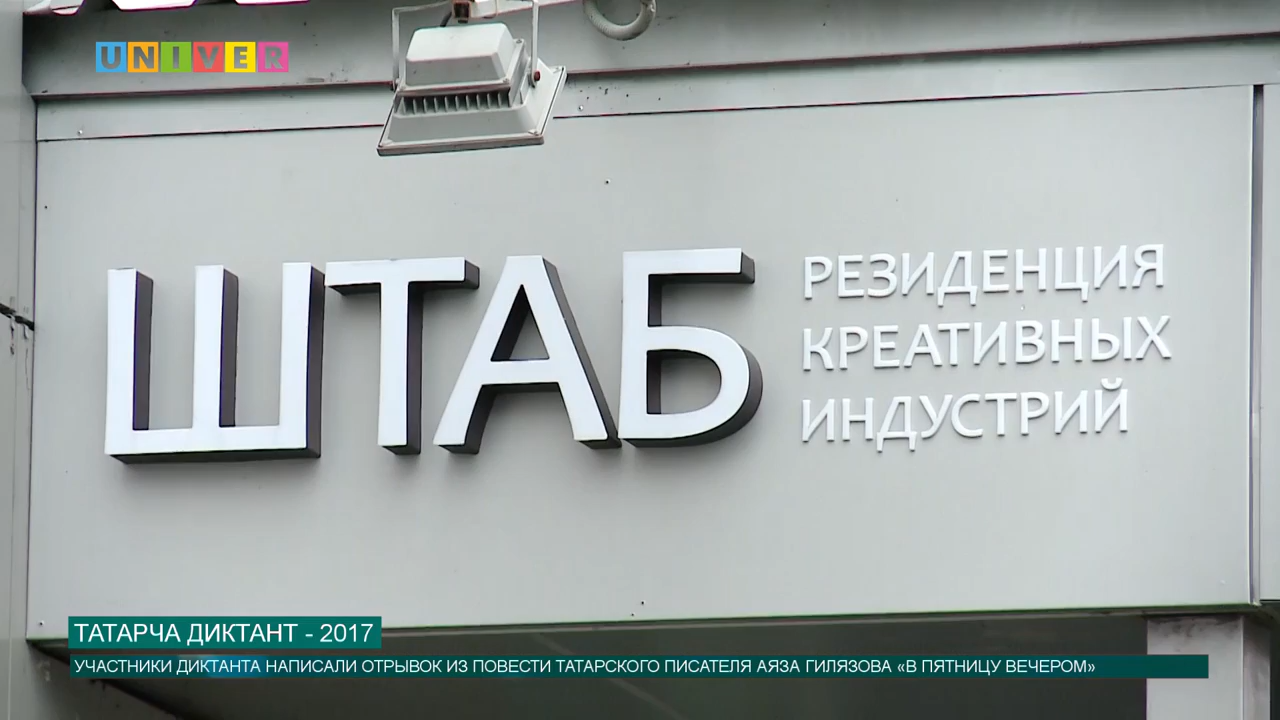 UNIVER
ШТАБ
РЕЗИДЕНЦИЯ
КРЕАТИВНЫХ
ИНДУСТРИЙ
ТАТАРЧА ДИКТАНТ - 2017
УЧАСТНИКИ ДИКТАНТА НАПИСАЛИ ОТРЫВОК ИЗ ПОВЕСТИ ТАТАРСКОГО ПИСАТЕЛЯ АЯЗА ГИЛЯЗОВА «В ПЯТНИЦУ ВЕЧЕРОМ»